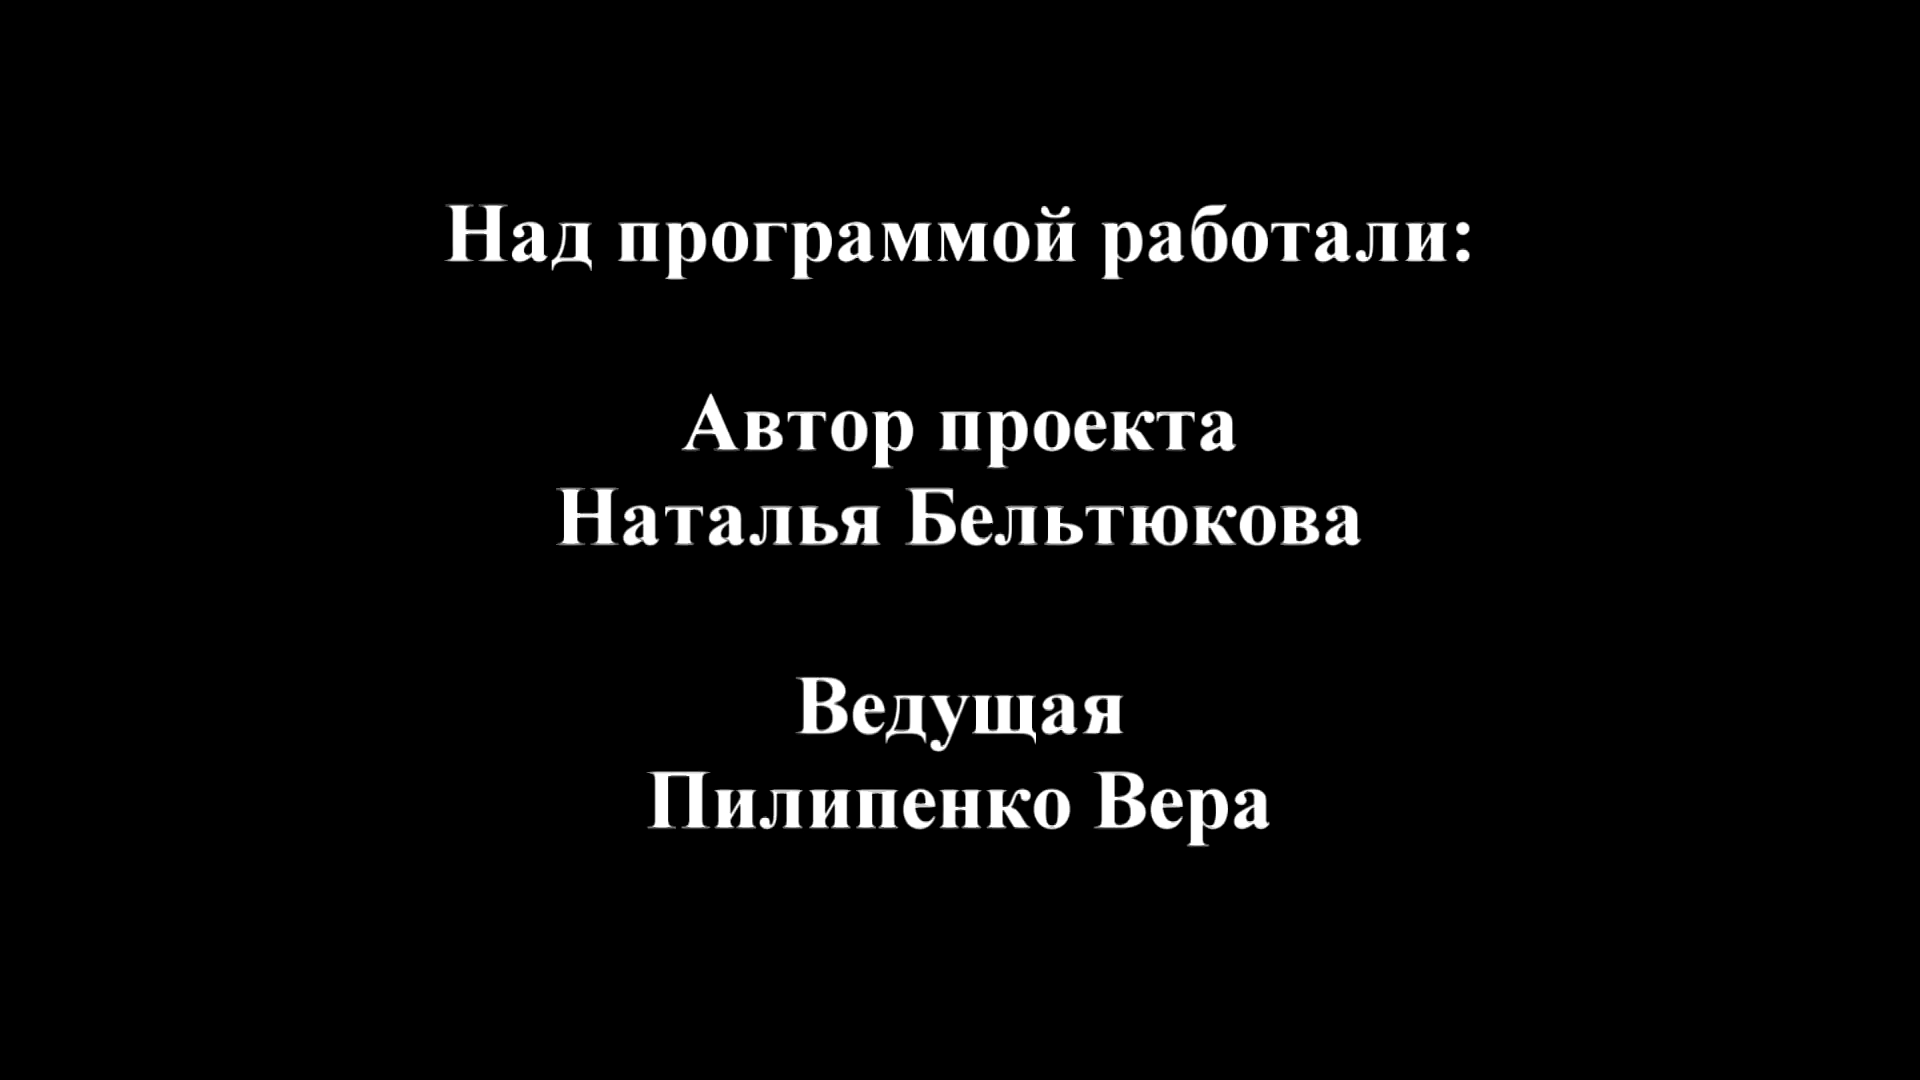 Над программой работали:
Автор проекта
Наталья Бельтюкова
Ведущая
Пилипенко Вера